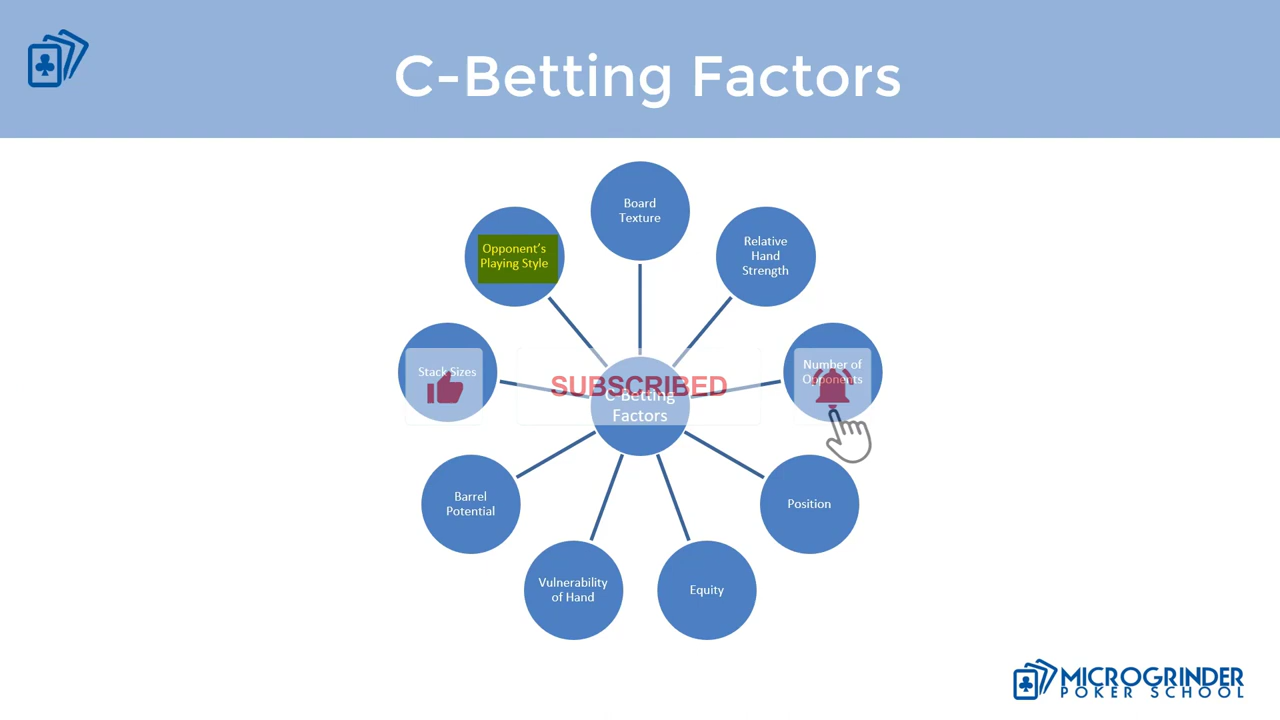 C-Betting Factors
Board
Texture
Relative
Hand
Strength
Number of
Opponents
Position
Equity
Vulnerability
of Hand
Barrel
Potential
Stack Sizes
Opponent's
Playing Style
C-Betting
Factors
SUBSCRIBED
MICROGRINDER
POKER SCHOOL